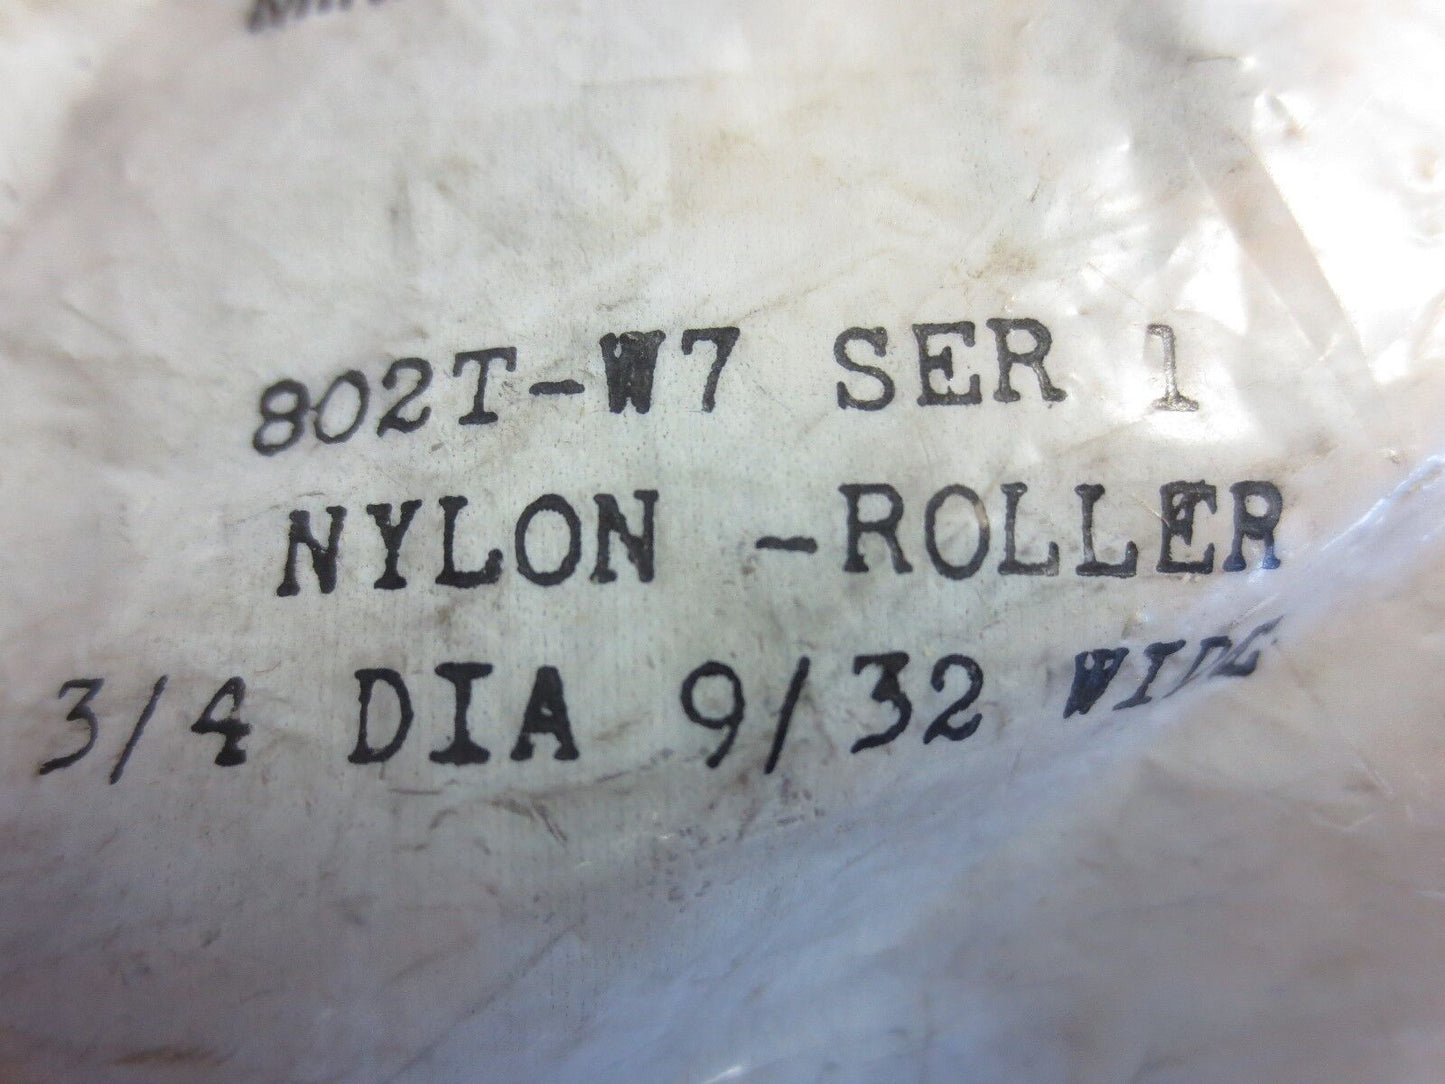 802T-W7 SER 1
NYLON -ROLLER
3/4 DIA 9/32 WIDE